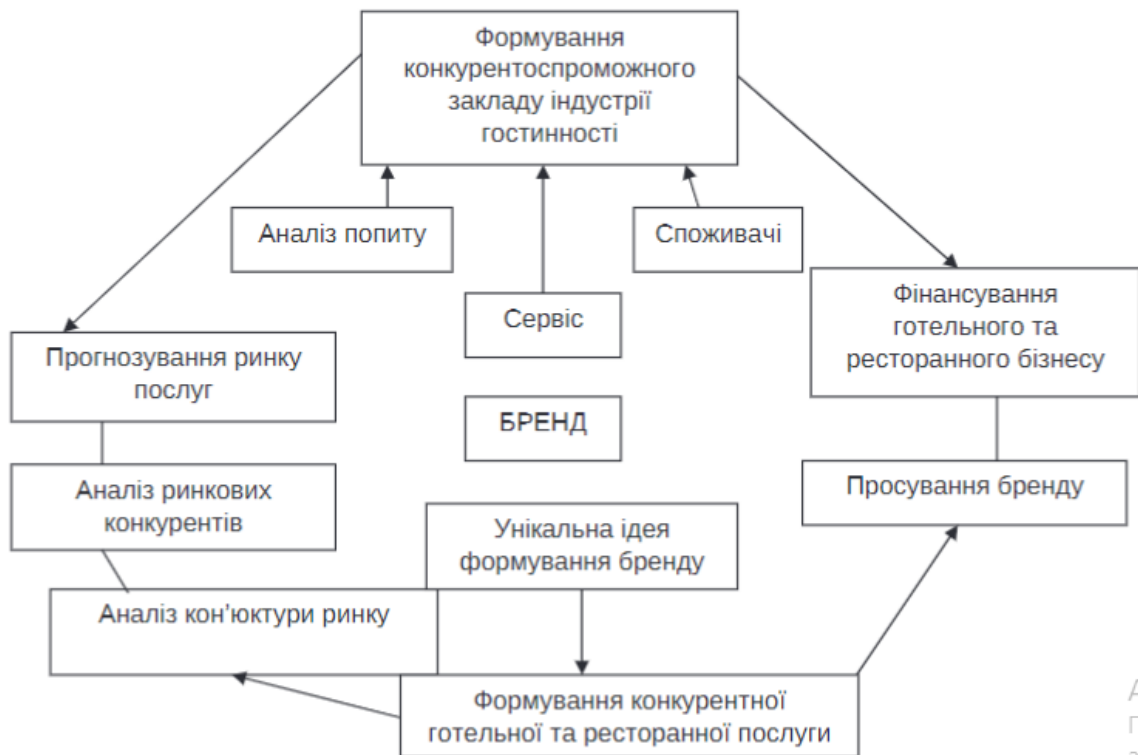 Формування
конкурентоспроможного
закладу індустрії
гостинності
Аналіз попиту
Споживачі
Сервіс
Фінансування
готельного та
ресторанного бізнесу
Прогнозування ринку
послуг
БРЕНД
Аналіз ринкових
конкурентів
Просування бренду
Унікальна ідея
формування бренду
Аналіз кон’юктури ринку
Формування конкурентної
готельної та ресторанної послуги